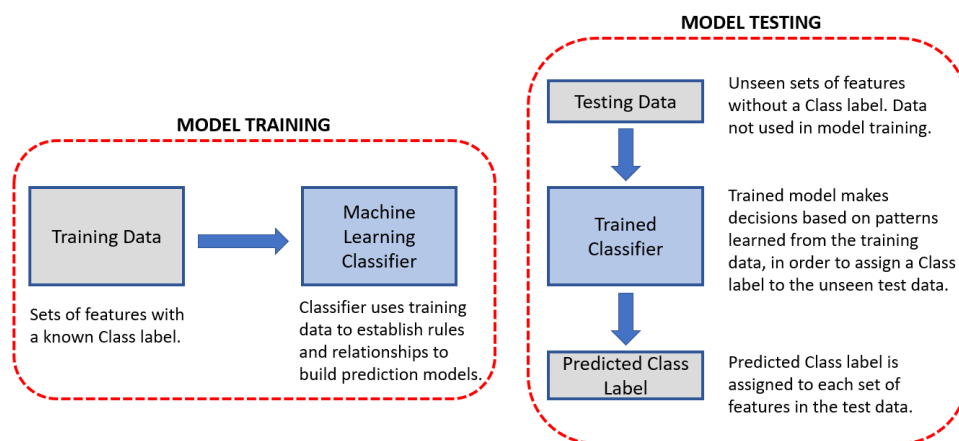 MODEL TRAINING
Training Data
Sets of features with
a known Class label.
Machine
Learning
Classifier
Classifier uses training
data to establish rules
and relationships to
build prediction models.
MODEL TESTING
Testing Data
Unseen sets of features
without a Class label. Data
not used in model training.
Trained
Classifier
Trained model makes
decisions based on patterns
learned from the training
data, in order to assign a Class
label to the unseen test data.
Predicted Class
Label
Predicted Class label is
assigned to each set of
features in the test data.